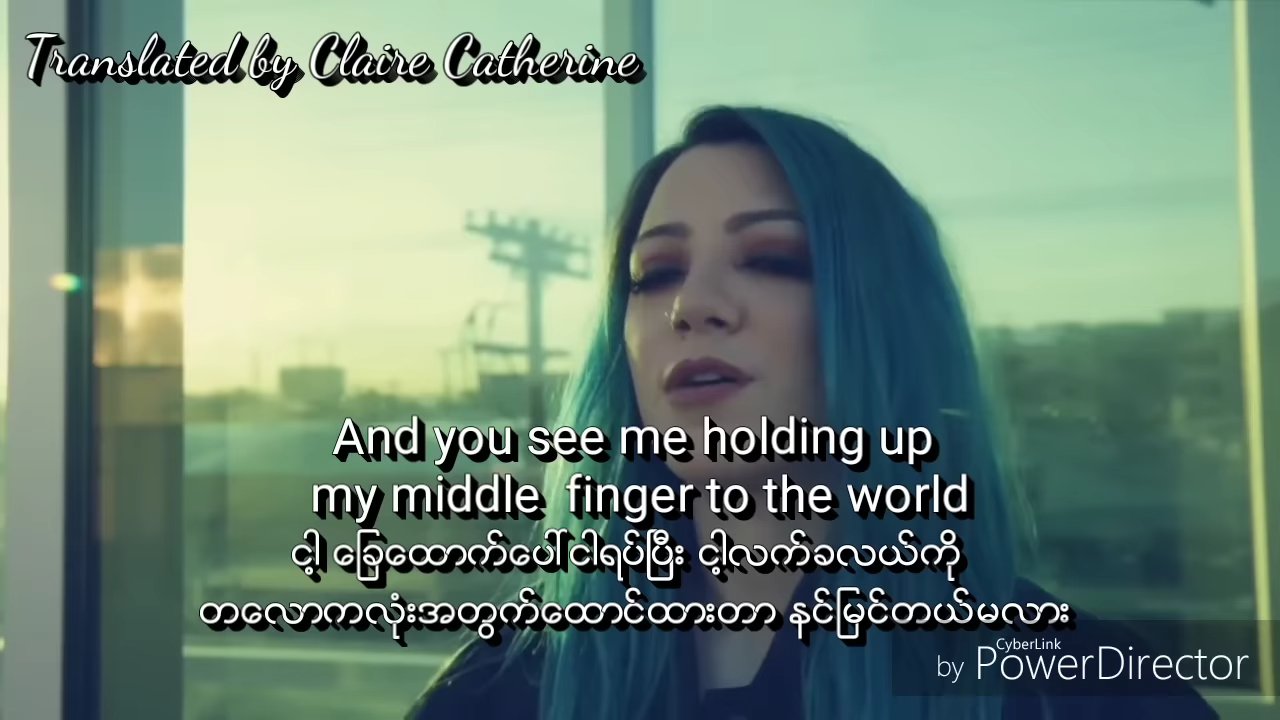 Translated by Claire Catherine
And you see me holding up
my middle finger to the world
ငါ့ ခြေထောက်ပေါ်ငါရပ်ပြီး ငါ့လက်ခလယ်ကို
တလောကလုံးအတွက်ထောင်ထားတာ နင်မြင်တယ်မလား
CyberLink
by PowerDirector